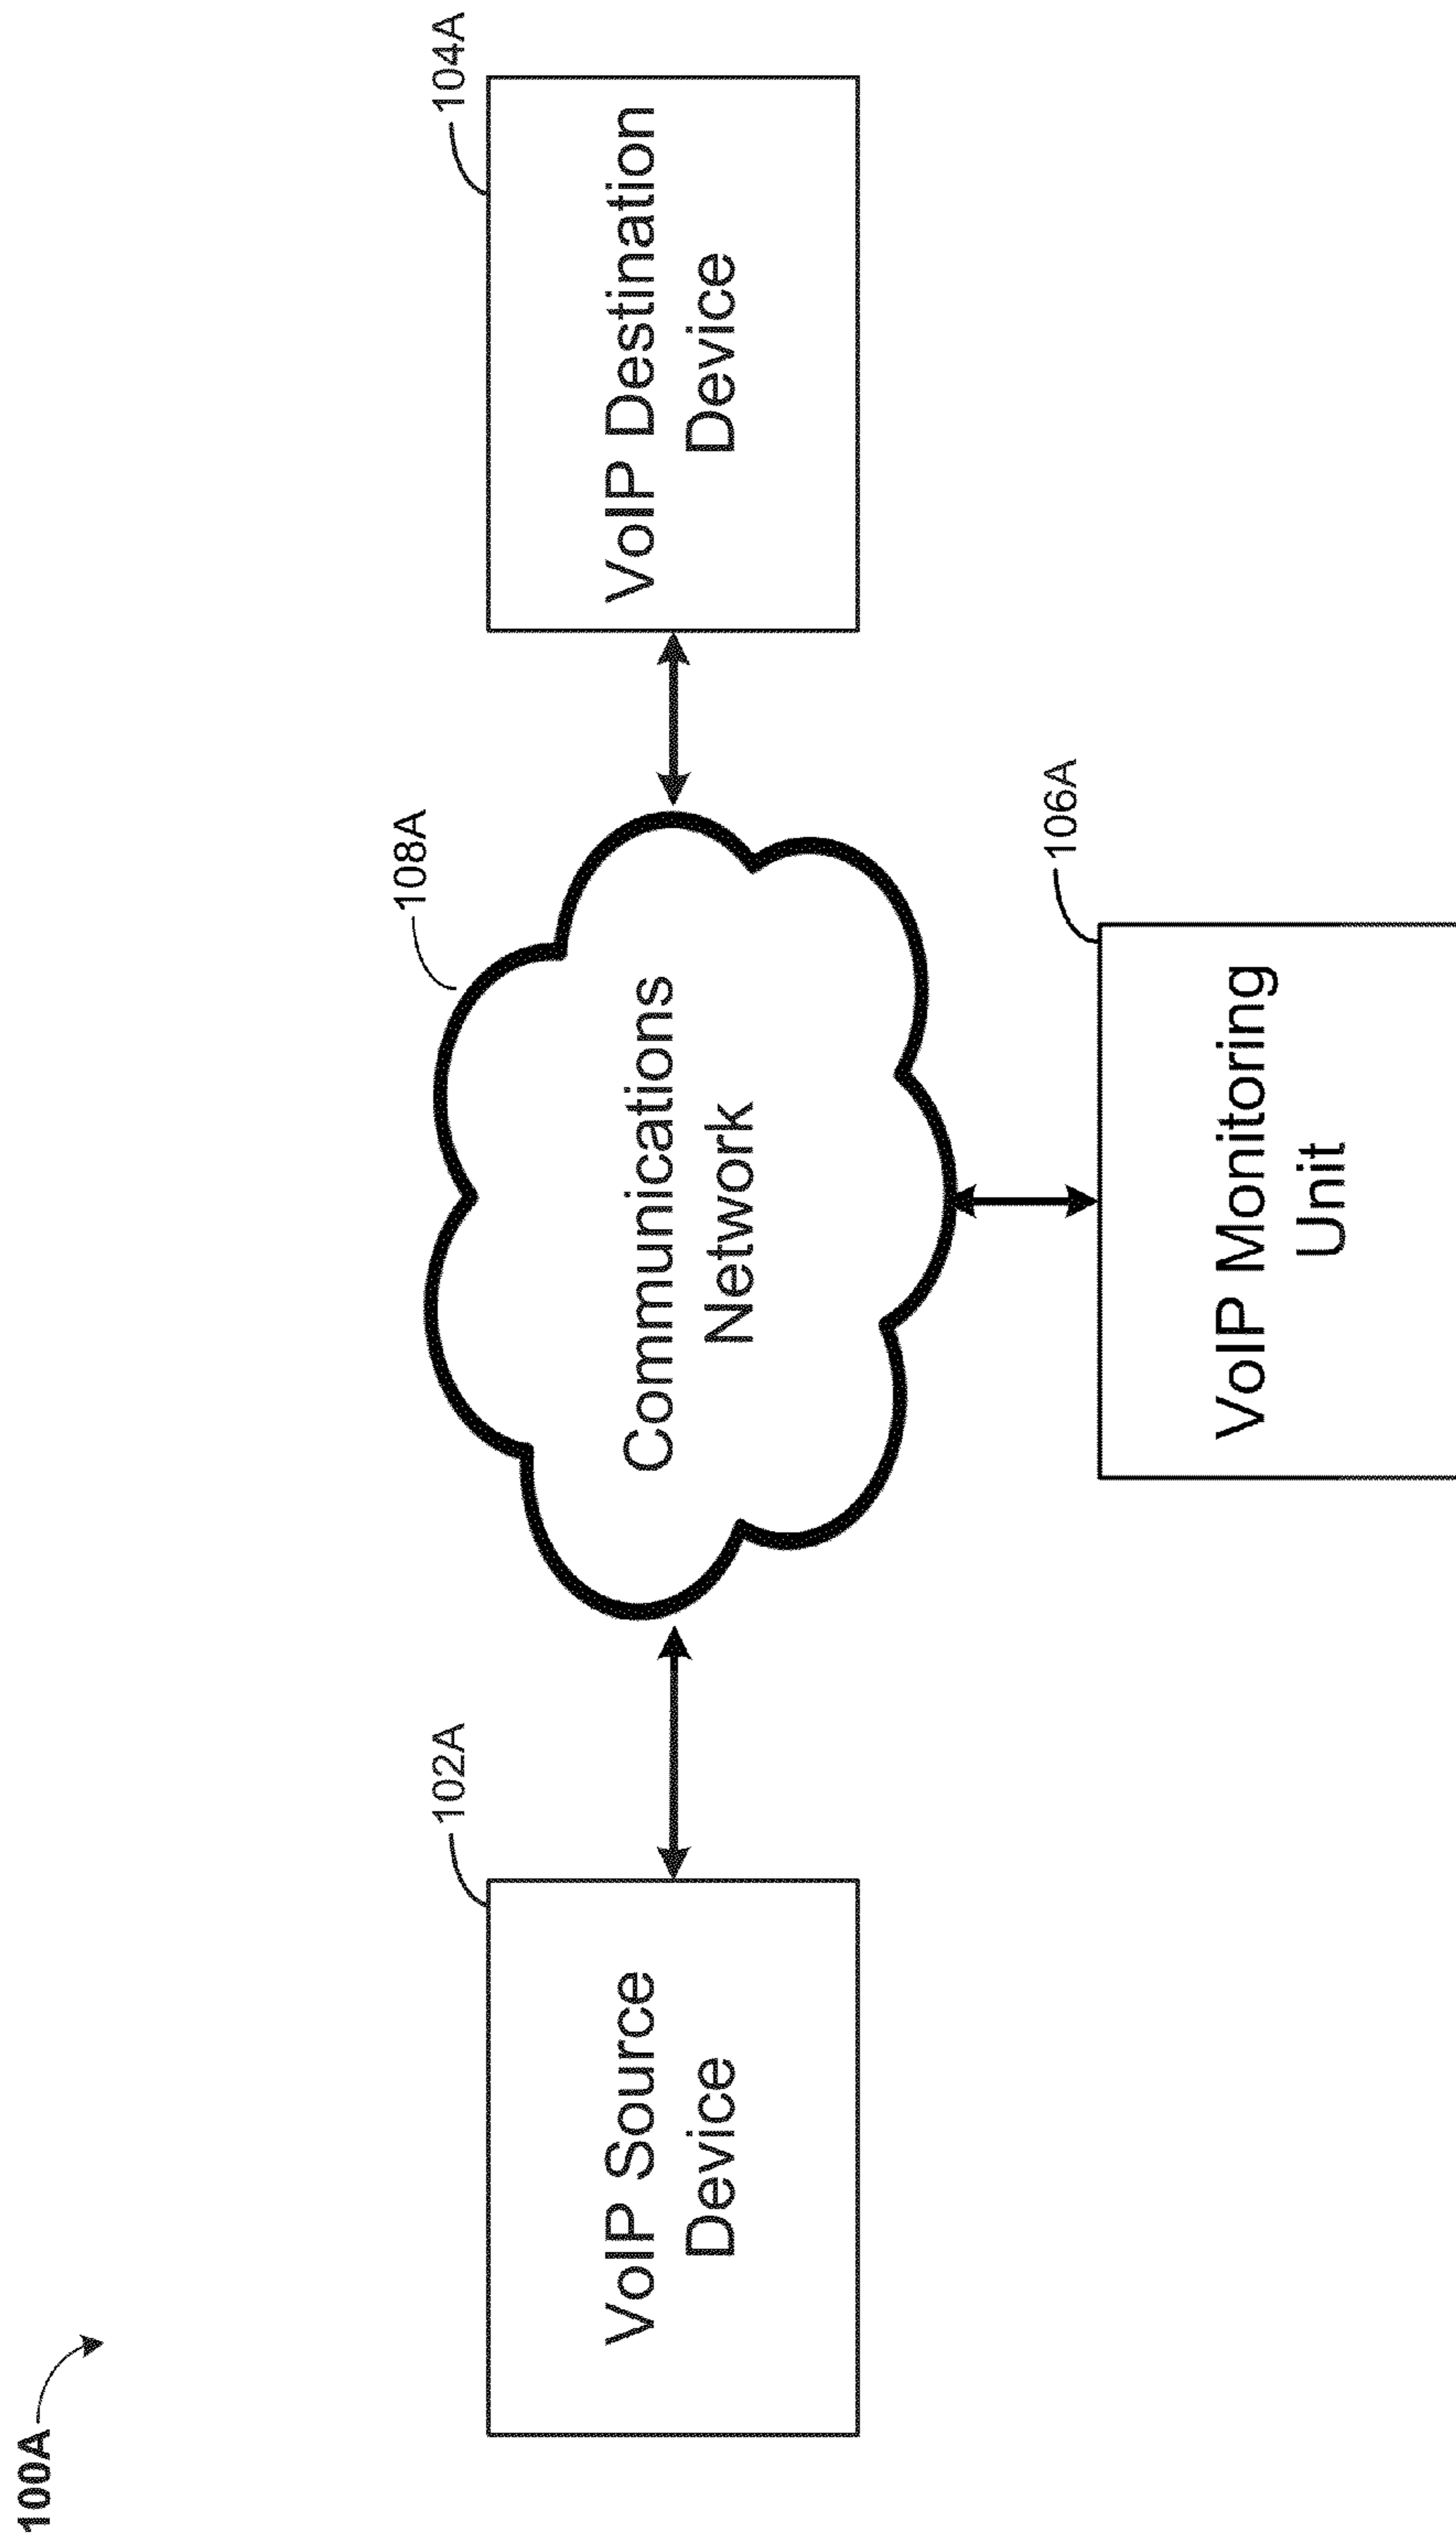 100A
108A
102A
104A
VoIP Source
Device
Communications
Network
VoIP Destination
Device
106A
VoIP Monitoring
Unit